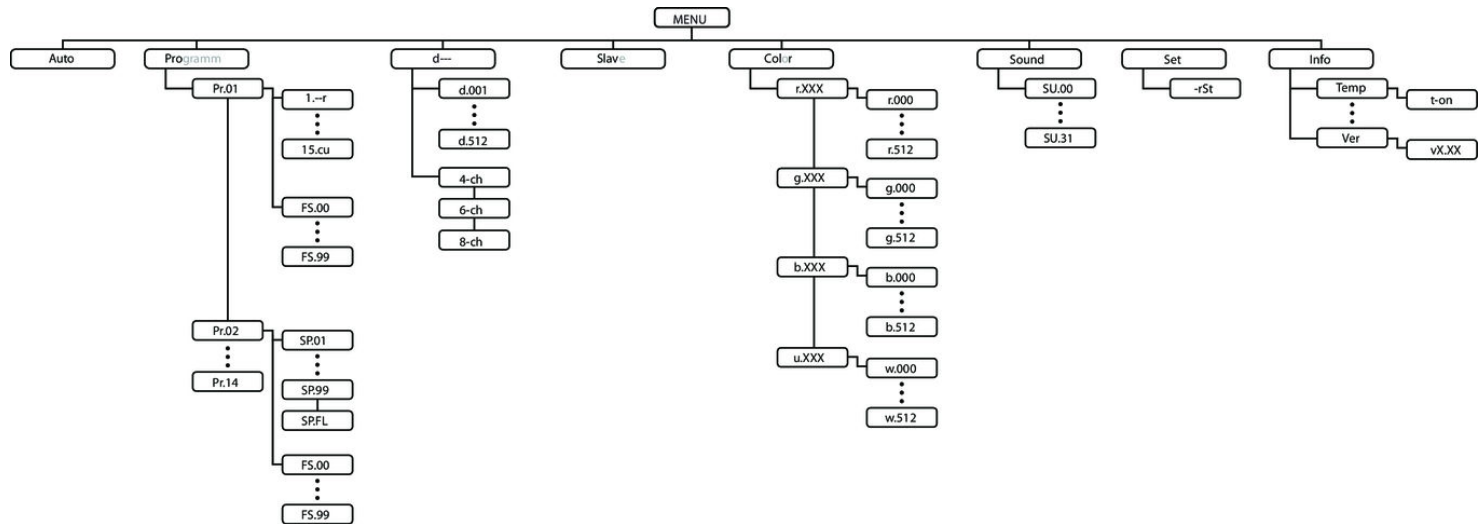 MENU
Auto
Programm
d---
Slave
Color
Sound
Set
Info
Pr.01
1.--r
15.cu
FS.00
FS.99
Pr.02
Pr.14
SP.01
SP.99
SP.FL
FS.00
FS.99
d.001
d.512
4-ch
6-ch
8-ch
r.XXX
r.000
r.512
g.XXX
g.000
g.512
b.XXX
b.000
b.512
u.XXX
w.000
w.512
SU.00
SU.31
-rSt
Temp
t-on
Ver
vX.XX